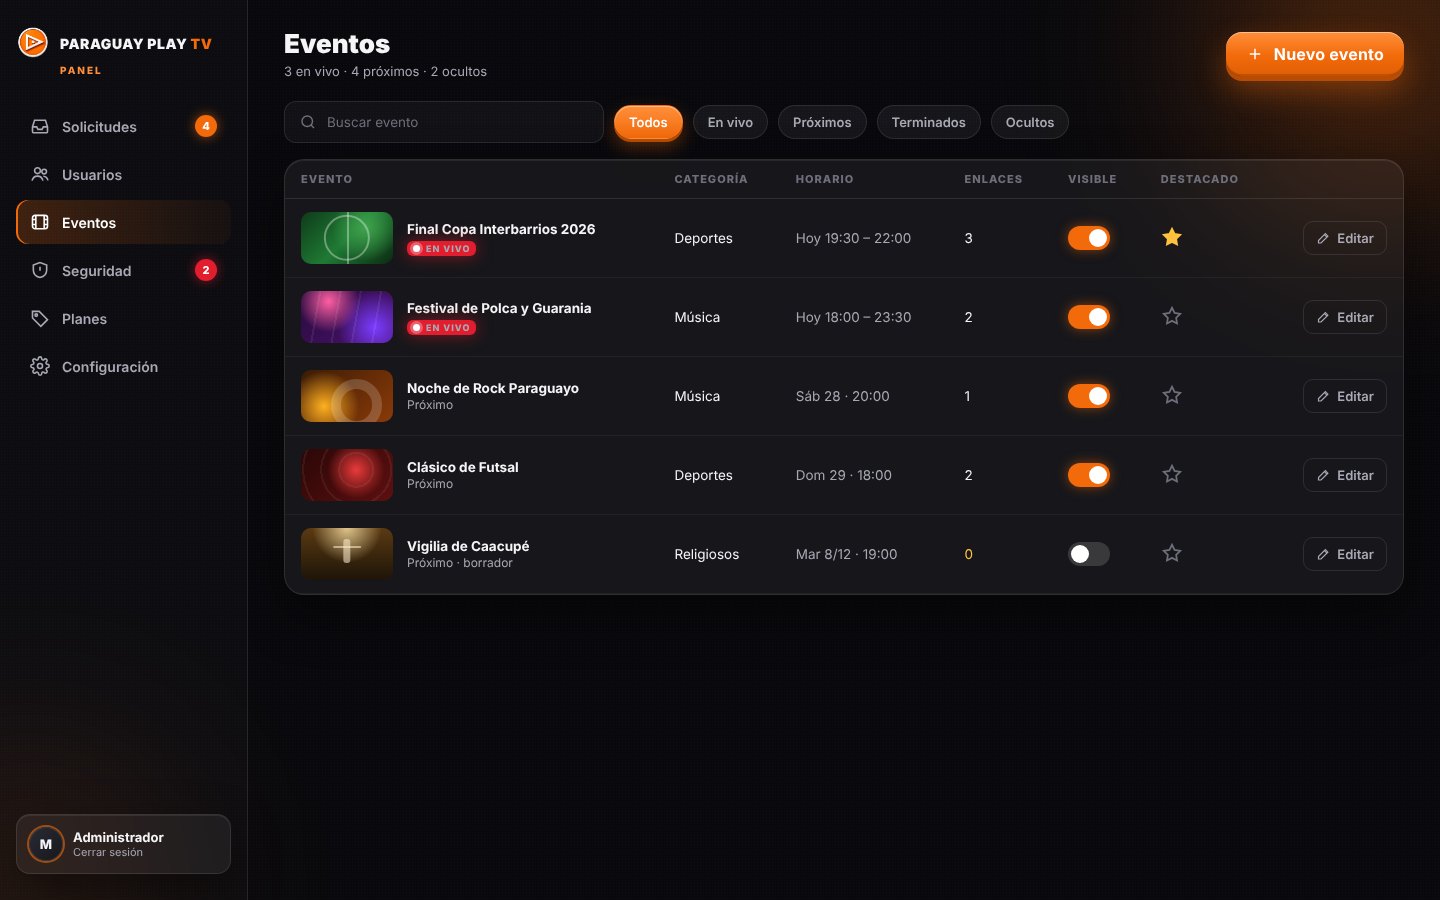 PARAGUAY PLAY TV
PANEL
Solicitudes 4
Usuarios
Eventos
Seguridad 2
Planes
Configuración
M
Administrador
Cerrar sesión
Eventos
3 en vivo · 4 próximos · 2 ocultos
+ Nuevo evento
Buscar evento
Todos En vivo Próximos Terminados Ocultos
EVENTO CATEGORÍA HORARIO ENLACES VISIBLE DESTACADO
Final Copa Interbarrios 2026
EN VIVO
Deportes Hoy 19:30 – 22:00 3 Editar
Festival de Polca y Guarania
EN VIVO
Música Hoy 18:00 – 23:30 2 Editar
Noche de Rock Paraguayo
Próximo
Música Sáb 28 · 20:00 1 Editar
Clásico de Futsal
Próximo
Deportes Dom 29 · 18:00 2 Editar
Vigilia de Caacupé
Próximo · borrador
Religiosos Mar 8/12 · 19:00 0 Editar